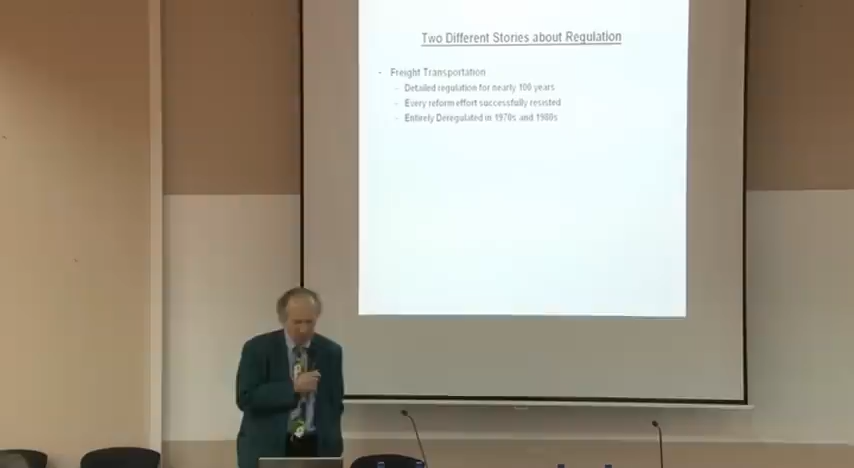 Two Different Stories about Regulation
- Freight Transportation
- Detailed regulation for nearly 100 years
- Every reform effort successfully resisted
- Entirely Deregulated in 1970s and 1980s